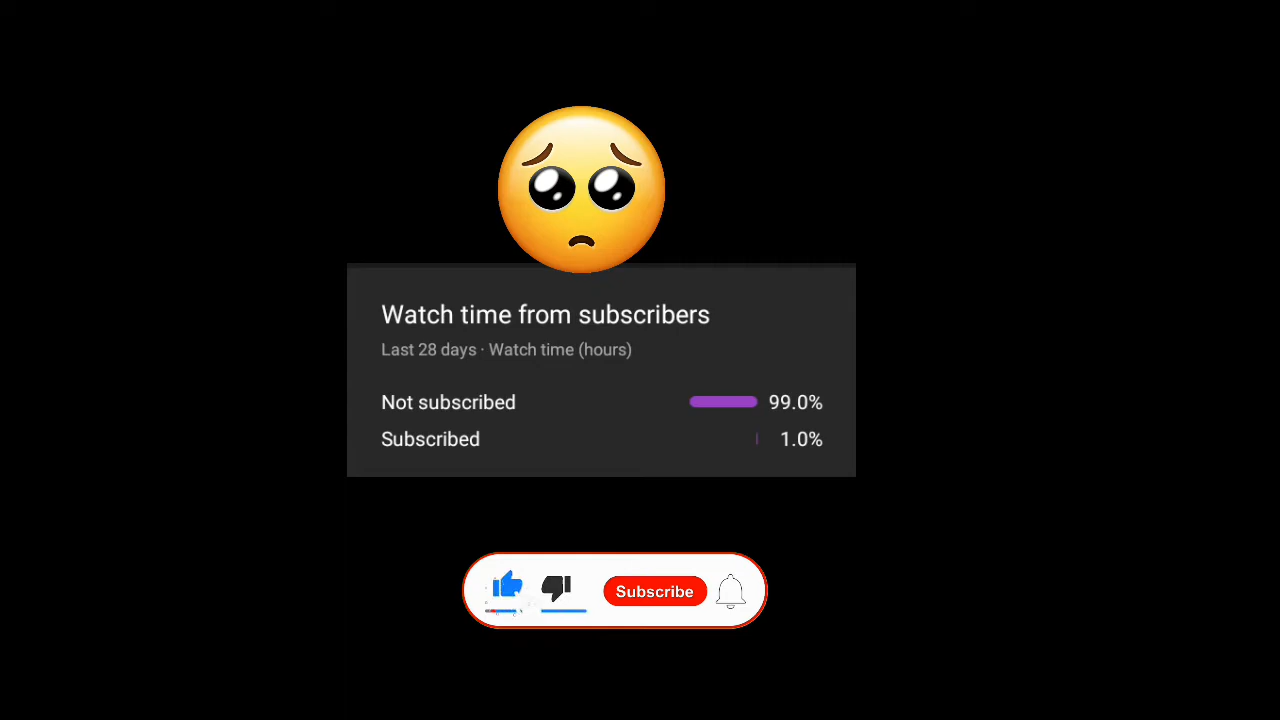 Watch time from subscribers
Last 28 days · Watch time (hours)
Not subscribed 99.0%
Subscribed 1.0%
Subscribe